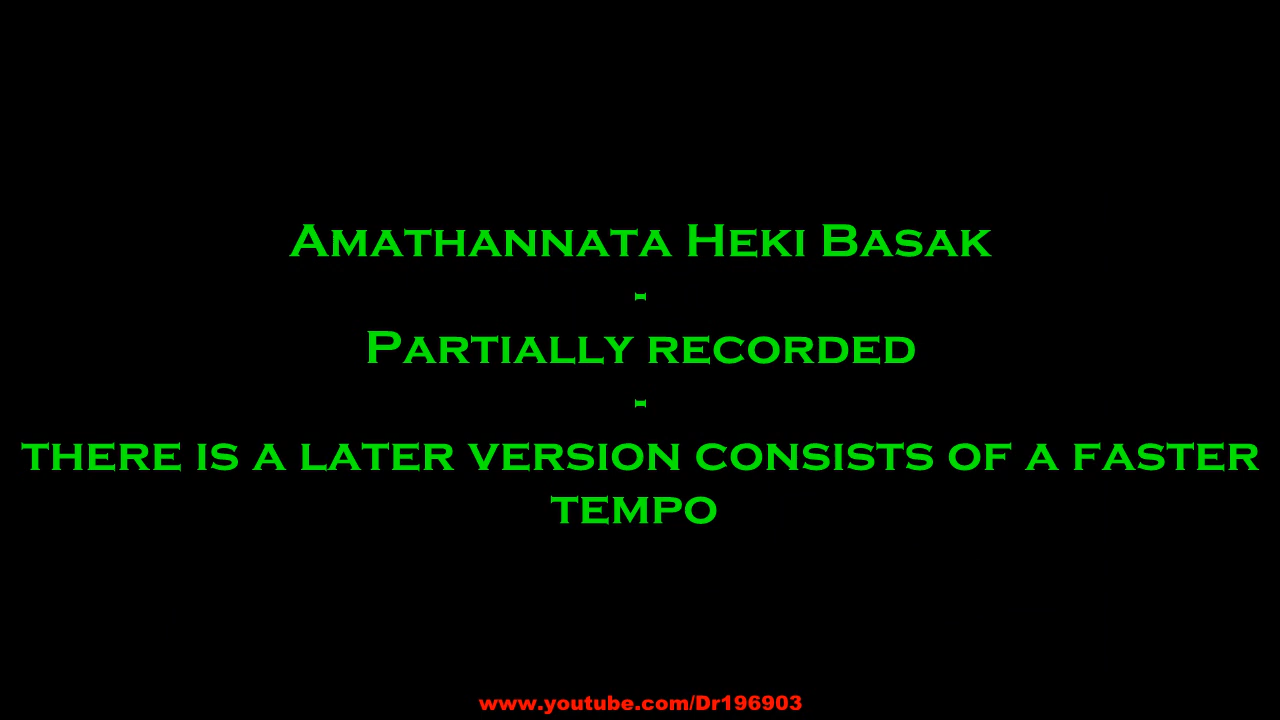 Amathannata Heki Basak
-
Partially recorded
-
there is a later version consists of a faster
tempo
www.youtube.com/Dr196903